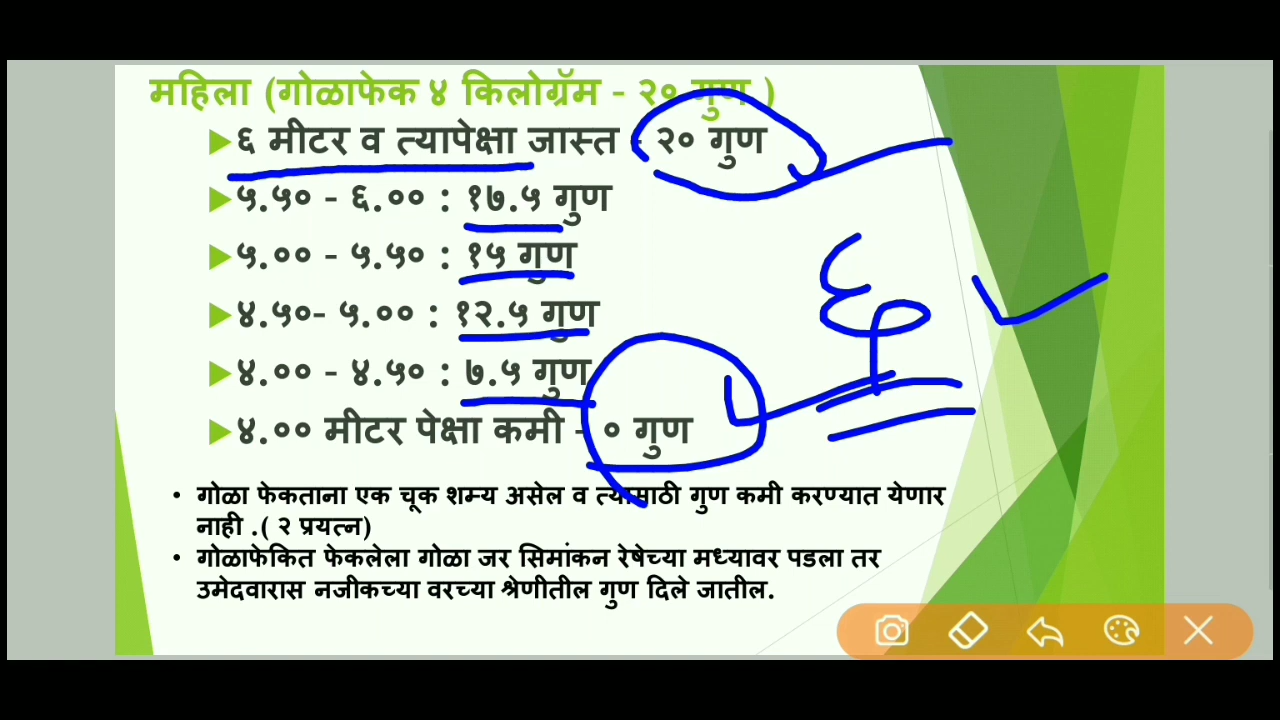 महिला (गोळाफेक ४ किलोग्रॅम - २० गुण )
६ मीटर व त्यापेक्षा जास्त - २० गुण
५.५० - ६.०० : १७.५ गुण
५.०० - ५.५० : १५ गुण
४.५०- ५.०० : १२.५ गुण
४.०० - ४.५० : ७.५ गुण
४.०० मीटर पेक्षा कमी - ० गुण
• गोळा फेकताना एक चूक क्षम्य असेल व त्यासाठी गुण कमी करण्यात येणार
नाही .( २ प्रयत्न)
• गोळाफेकित फेकलेला गोळा जर सिमांकन रेषेच्या मध्यावर पडला तर
उमेदवारास नजीकच्या वरच्या श्रेणीतील गुण दिले जातील.